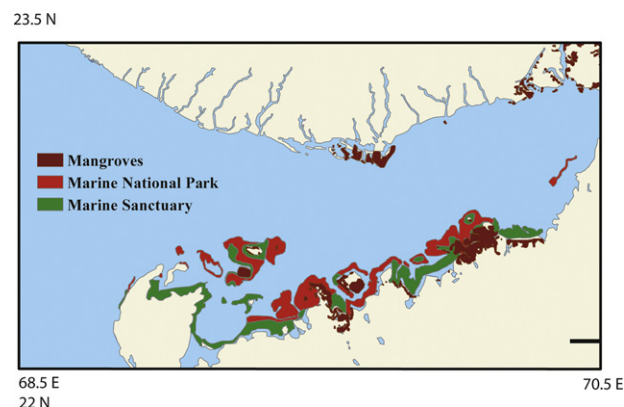 23.5 N
Mangroves
Marine National Park
Marine Sanctuary
68.5 E
70.5 E
22 N